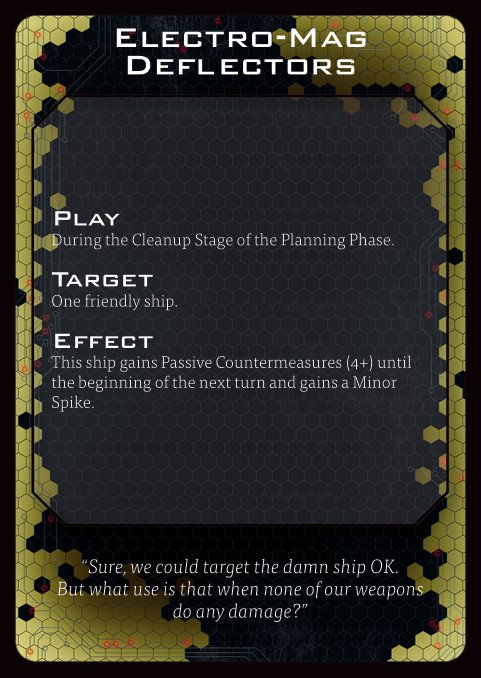 Electro-Mag
Deflectors
Play
During the Cleanup Stage of the Planning Phase.
Target
One friendly ship.
Effect
This ship gains Passive Countermeasures (4+) until
the beginning of the next turn and gains a Minor
Spike.
“Sure, we could target the damn ship OK.
But what use is that when none of our weapons
do any damage?”